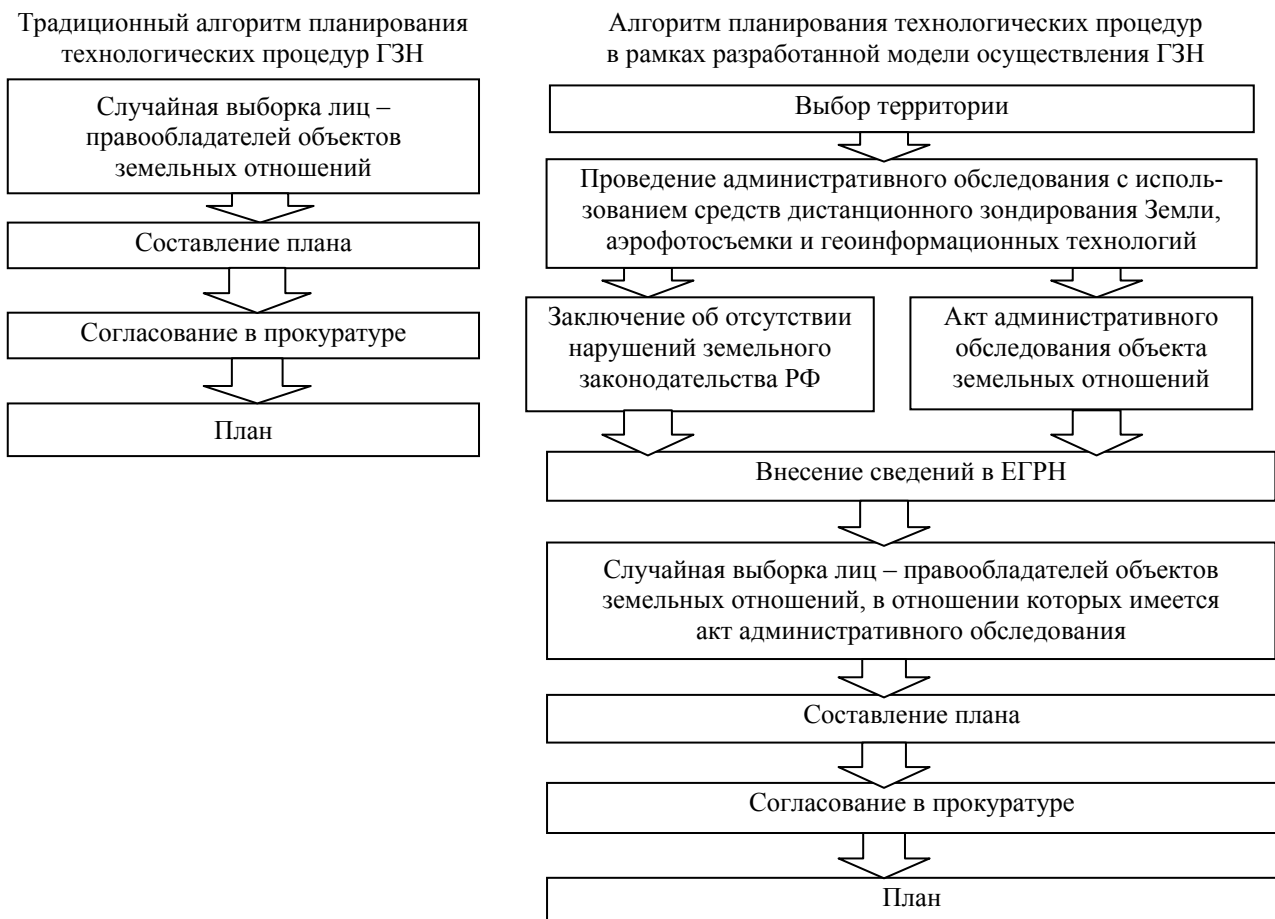 Традиционный алгоритм планирования
технологических процедур ГЗН
Случайная выборка лиц –
правообладателей объектов
земельных отношений
Составление плана
Согласование в прокуратуре
План
Алгоритм планирования технологических процедур
в рамках разработанной модели осуществления ГЗН
Выбор территории
Проведение административного обследования с исполь-
зованием средств дистанционного зондирования Земли,
аэрофотосъемки и геоинформационных технологий
Заключение об отсутствии
нарушений земельного
законодательства РФ
Акт административного
обследования объекта
земельных отношений
Внесение сведений в ЕГРН
Случайная выборка лиц – правообладателей объектов
земельных отношений, в отношении которых имеется
акт административного обследования
Составление плана
Согласование в прокуратуре
План